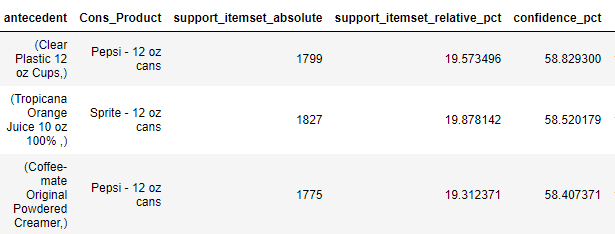 antecedent Cons_Product support_itemset_absolute support_itemset_relative_pct confidence_pct
(Clear
Plastic 12
oz Cups,)
Pepsi - 12 oz
cans
1799 19.573496 58.829300
(Tropicana
Orange
Juice 10 oz
100% ,)
Sprite - 12 oz
cans
1827 19.878142 58.520179
(Coffee-
mate
Original
Powdered
Creamer,)
Pepsi - 12 oz
cans
1775 19.312371 58.407371